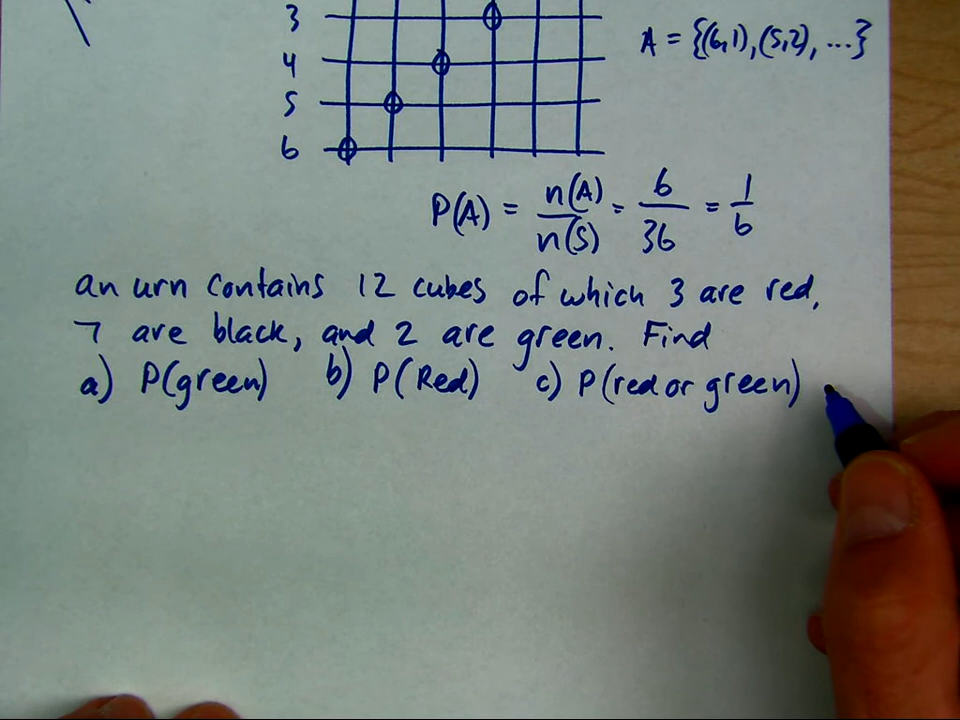 3
A = {(6,1), (5,2), ...}
4
5
6
P(A) = n(A)/n(S) = 6/36 = 1/6
an urn contains 12 cubes of which 3 are red,
7 are black, and 2 are green. Find
a) P(green) b) P(Red) c) P(red or green)